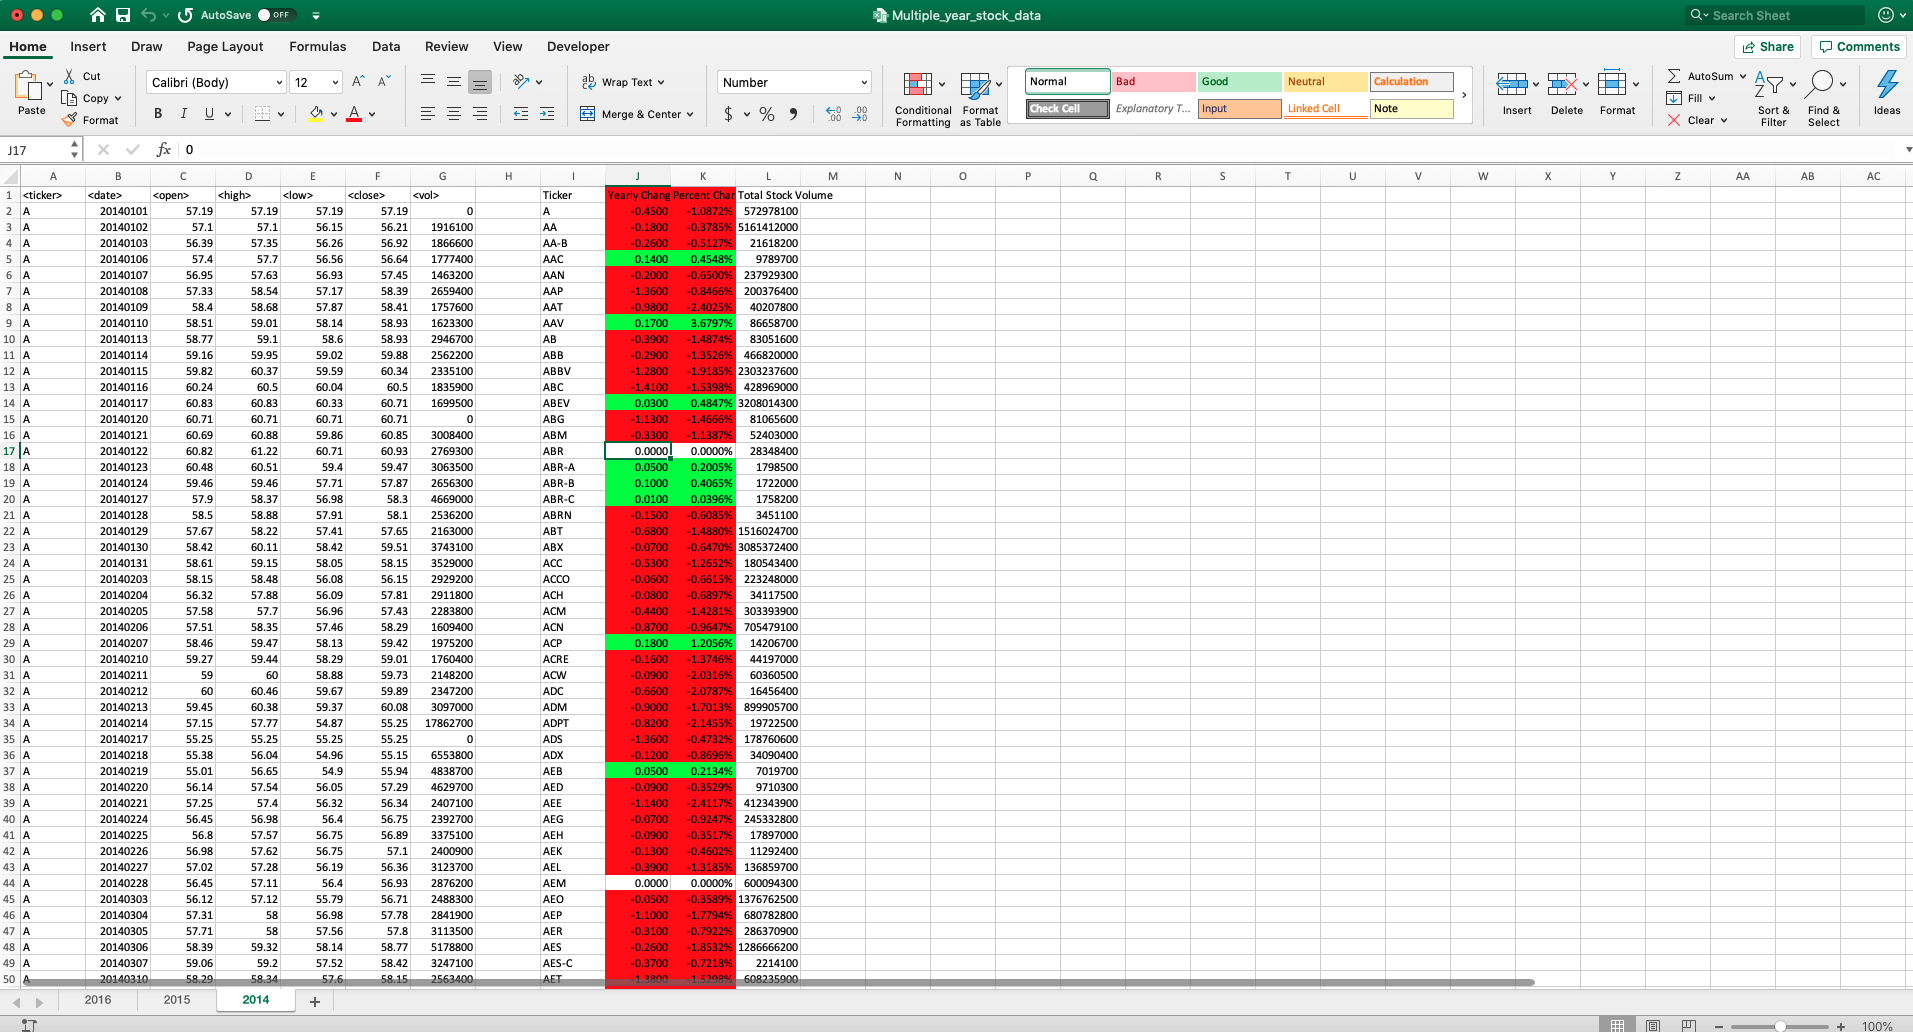 AutoSave OFF Multiple_year_stock_data Search Sheet
Home Insert Draw Page Layout Formulas Data Review View Developer Share Comments
Paste Cut Copy Format
Calibri (Body) 12 A^ A
B I U A
ab Wrap Text
Merge & Center
Number
$ % .00 .00
Conditional Formatting Format as Table
Normal Bad Good Neutral Calculation
Check Cell Explanatory T... Input Linked Cell Note
Insert Delete Format
AutoSum Fill Clear
Sort & Filter Find & Select Ideas
J17 fx 0
A B C D E F G H I J K L M N O P Q R S T U V W X Y Z AA AB AC
1 <ticker> <date> <open> <high> <low> <close> <vol> Ticker Yearly Chang Percent Char Total Stock Volume
2 A 20140101 57.19 57.19 57.19 57.19 0 A -0.4500 -1.0872% 572978100
3 A 20140102 57.1 57.1 56.15 56.21 1916100 AA -0.1800 -0.3785% 5161412000
4 A 20140103 56.39 57.35 56.26 56.92 1866600 AA-B -0.2600 -0.5127% 21618200
5 A 20140106 57.4 57.7 56.56 56.64 1777400 AAC 0.1400 0.4548% 9789700
6 A 20140107 56.95 57.63 56.93 57.45 1463200 AAN -0.2000 -0.6500% 237929300
7 A 20140108 57.33 58.54 57.17 58.39 2659400 AAP -1.3600 -0.8466% 200376400
8 A 20140109 58.4 58.68 57.87 58.41 1757600 AAT -0.9800 -2.4025% 40207800
9 A 20140110 58.51 59.01 58.14 58.93 1623300 AAV 0.1700 3.6797% 86658700
10 A 20140113 58.77 59.1 58.6 58.93 2946700 AB -0.3900 -1.4874% 83051600
11 A 20140114 59.16 59.95 59.02 59.88 2562200 ABB -0.2900 -1.3526% 466820000
12 A 20140115 59.82 60.37 59.59 60.34 2335100 ABBV -1.2800 -1.9185% 2303237600
13 A 20140116 60.24 60.5 60.04 60.5 1835900 ABC -1.4100 -1.5398% 428969000
14 A 20140117 60.83 60.83 60.33 60.71 1699500 ABEV 0.0300 0.4847% 3208014300
15 A 20140120 60.71 60.71 60.71 60.71 0 ABG -1.1300 -1.4666% 81065600
16 A 20140121 60.69 60.88 59.86 60.85 3008400 ABM -0.3300 -1.1387% 52403000
17 A 20140122 60.82 61.22 60.71 60.93 2769300 ABR 0.0000 0.0000% 28348400
18 A 20140123 60.48 60.51 59.4 59.47 3063500 ABR-A 0.0500 0.2005% 1798500
19 A 20140124 59.46 59.46 57.71 57.87 2656300 ABR-B 0.1000 0.4065% 1722000
20 A 20140127 57.9 58.37 56.98 58.3 4669000 ABR-C 0.0100 0.0396% 1758200
21 A 20140128 58.5 58.88 57.91 58.1 2536200 ABRN -0.1500 -0.6085% 3451100
22 A 20140129 57.67 58.22 57.41 57.65 2163000 ABT -0.6800 -1.4880% 1516024700
23 A 20140130 58.42 60.11 58.42 59.51 3743100 ABX -0.0700 -0.6470% 3085372400
24 A 20140131 58.61 59.15 58.05 58.15 3529000 ACC -0.5300 -1.2652% 180543400
25 A 20140203 58.15 58.48 56.08 56.15 2929200 ACCO -0.0600 -0.6615% 223248000
26 A 20140204 56.32 57.88 56.09 57.81 2911800 ACH -0.0800 -0.6897% 34117500
27 A 20140205 57.58 57.7 56.96 57.43 2283800 ACM -0.4400 -1.4281% 303393900
28 A 20140206 57.51 58.35 57.46 58.29 1609400 ACN -0.8700 -0.9647% 705479100
29 A 20140207 58.46 59.47 58.13 59.42 1975200 ACP 0.1800 1.2056% 14206700
30 A 20140210 59.27 59.44 58.29 59.01 1760400 ACRE -0.1600 -1.3746% 44197000
31 A 20140211 59 60 58.88 59.73 2148200 ACW -0.0900 -2.0316% 60360500
32 A 20140212 60 60.46 59.67 59.89 2347200 ADC -0.6600 -2.0787% 16456400
33 A 20140213 59.45 60.38 59.37 60.08 3097000 ADM -0.9000 -1.7013% 899905700
34 A 20140214 57.15 57.77 54.87 55.25 17862700 ADPT -0.8200 -2.1455% 19722500
35 A 20140217 55.25 55.25 55.25 55.25 0 ADS -1.3600 -0.4732% 178760600
36 A 20140218 55.38 56.04 54.96 55.15 6553800 ADX -0.1200 -0.8696% 34090400
37 A 20140219 55.01 56.65 54.9 55.94 4838700 AEB 0.0500 0.2134% 7019700
38 A 20140220 56.14 57.54 56.05 57.29 4629700 AED -0.0900 -0.3529% 9710300
39 A 20140221 57.25 57.4 56.32 56.34 2407100 AEE -1.1400 -2.4117% 412343900
40 A 20140224 56.45 56.98 56.4 56.75 2392700 AEG -0.0700 -0.9247% 245332800
41 A 20140225 56.8 57.57 56.75 56.89 3375100 AEH -0.0900 -0.3517% 17897000
42 A 20140226 56.98 57.62 56.75 57.1 2400900 AEK -0.1300 -0.4602% 11292400
43 A 20140227 57.02 57.28 56.19 56.36 3123700 AEL -0.3900 -1.3185% 136859700
44 A 20140228 56.45 57.11 56.4 56.93 2876200 AEM 0.0000 0.0000% 600094300
45 A 20140303 56.12 57.12 55.79 56.71 2488300 AEO -0.0500 -0.3589% 1376762500
46 A 20140304 57.31 58 56.98 57.78 2841900 AEP -1.1000 -1.7794% 680782800
47 A 20140305 57.71 58 57.56 57.8 3113500 AER -0.3100 -0.7922% 286370900
48 A 20140306 58.39 59.32 58.14 58.77 5178800 AES -0.2600 -1.8532% 1286666200
49 A 20140307 59.06 59.2 57.52 58.42 3247100 AES-C -0.3700 -0.7218% 2214100
50 A 20140310 58.29 58.34 57.6 58.15 2563400 AET -1.3800 -1.5298% 608235900
2016 2015 2014 +
100%